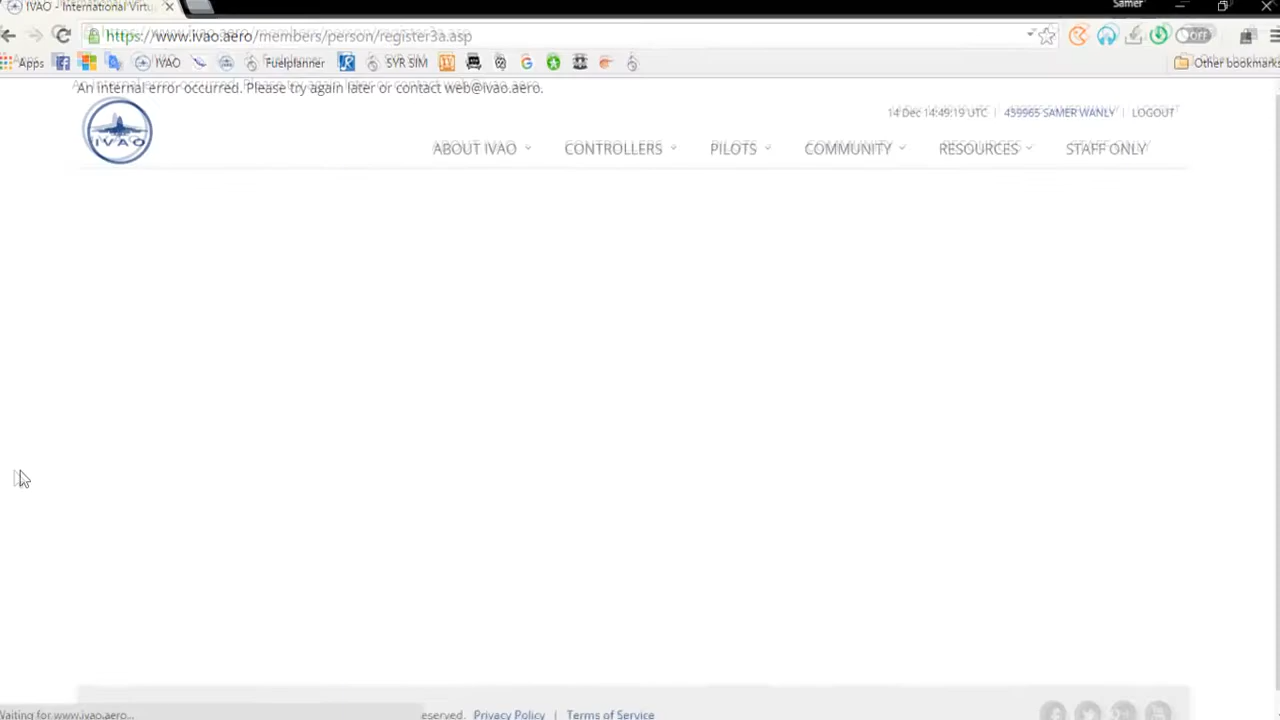 IVAO - International Virtu
Samer
https://www.ivao.aero/members/person/register3a.asp
OFF
Apps
IVAO
Fuelplanner
SYR SIM
Other bookmarks
An internal error occurred. Please try again later or contact web@ivao.aero.
IVAO
14 Dec 14:49:19 UTC | 459965 SAMER WANLY | LOGOUT
ABOUT IVAO CONTROLLERS PILOTS COMMUNITY RESOURCES STAFF ONLY
Waiting for www.ivao.aero...
eserved. Privacy Policy | Terms of Service